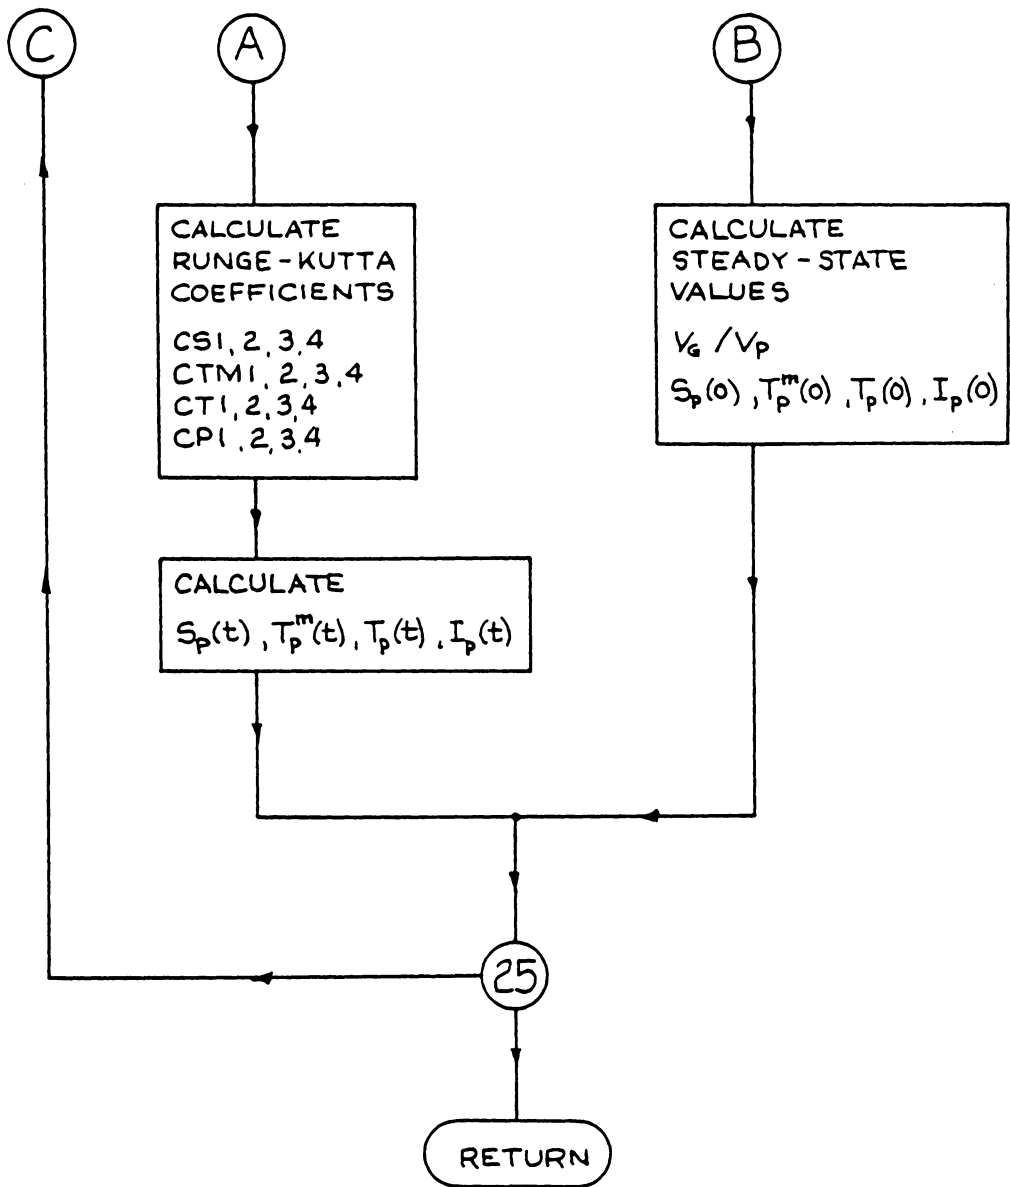 C
A
B
CALCULATE
RUNGE-KUTTA
COEFFICIENTS
CS1, 2, 3, 4
CTM1, 2, 3, 4
CT1, 2, 3, 4
CP1, 2, 3, 4
CALCULATE
STEADY-STATE
VALUES
V_G / V_P
S_P(0), T_P^m(0), T_P(0), I_P(0)
CALCULATE
S_P(t), T_P^m(t), T_P(t), I_P(t)
25
RETURN